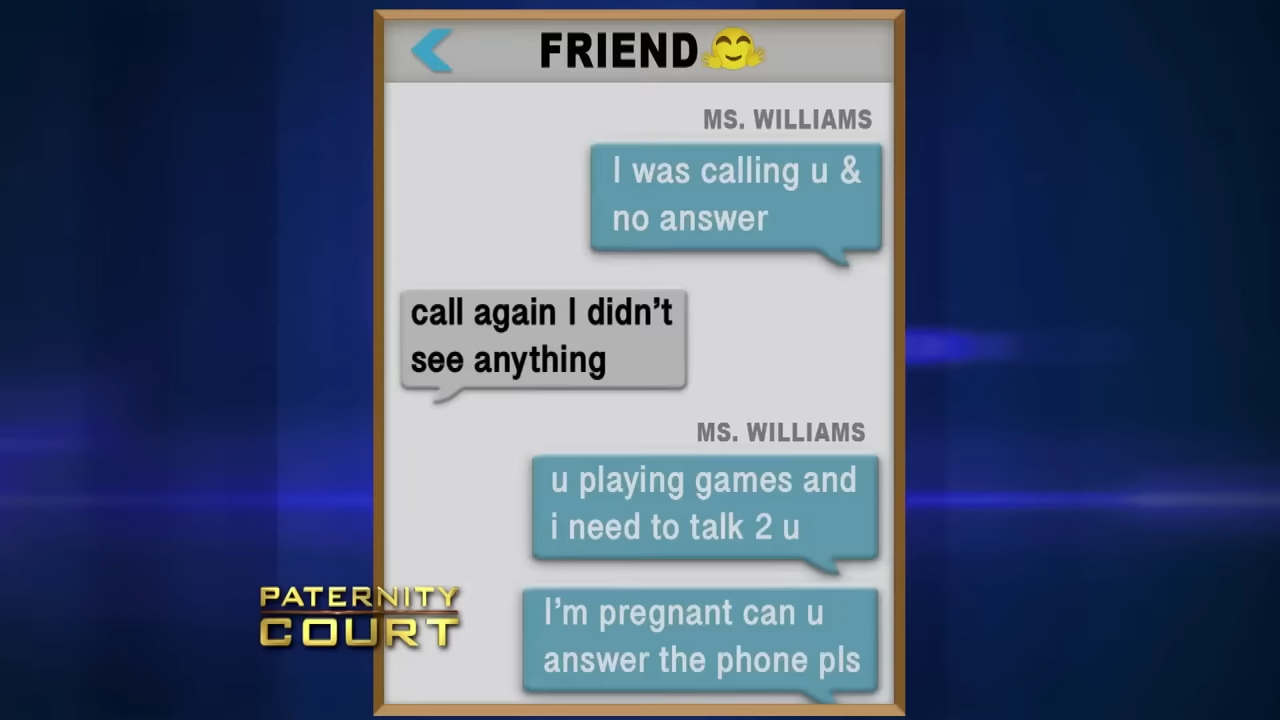 FRIEND🤗
MS. WILLIAMS
I was calling u &
no answer
call again I didn't
see anything
MS. WILLIAMS
u playing games and
i need to talk 2 u
I'm pregnant can u
answer the phone pls
PATERNITY
COURT